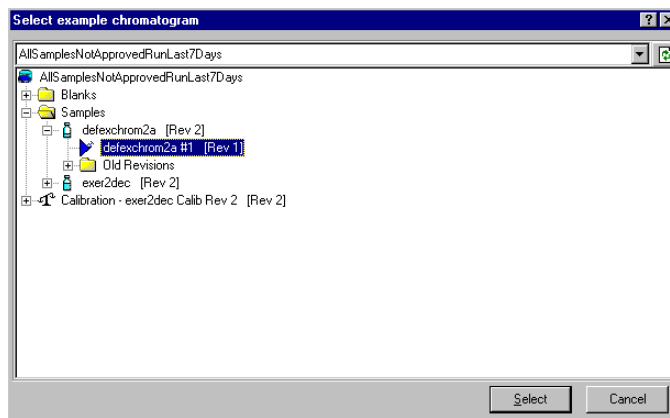 Select example chromatogram
AllSamplesNotApprovedRunLast7Days
AllSamplesNotApprovedRunLast7Days
Blanks
Samples
defexchrom2a [Rev 2]
defexchrom2a #1 [Rev 1]
Old Revisions
exer2dec [Rev 2]
Calibration - exer2dec Calib Rev 2 [Rev 2]
Select Cancel